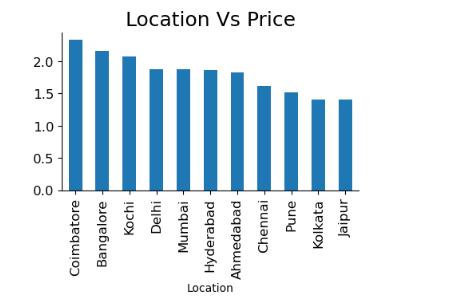 Location Vs Price
2.0
1.5
1.0
0.5
0.0
Coimbatore
Bangalore
Kochi
Delhi
Mumbai
Hyderabad
Ahmedabad
Chennai
Pune
Kolkata
Jaipur
Location